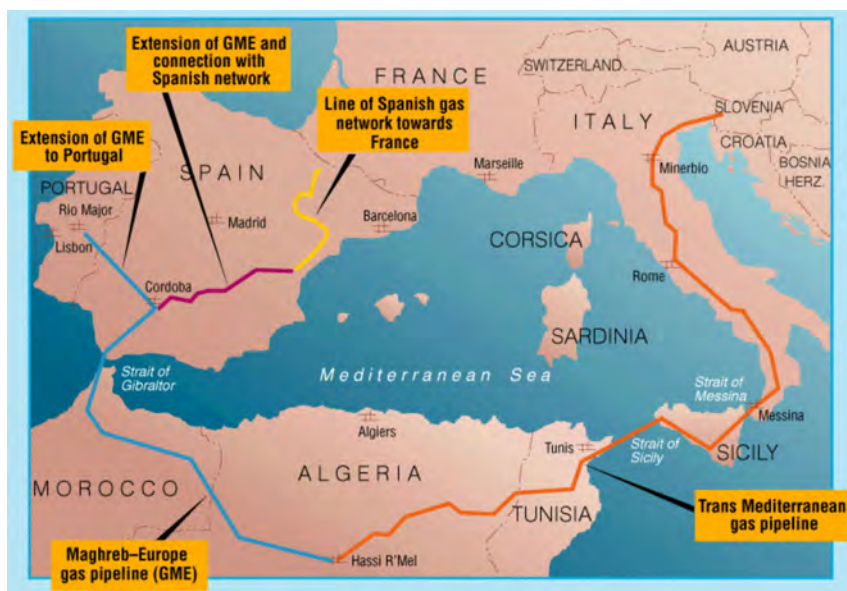 Extension of GME and
connection with
Spanish network
AUSTRIA
SWITZERLAND
FRANCE
SLOVENIA
Line of Spanish gas
network towards
France
ITALY
CROATIA
Extension of GME
to Portugal
Minerbio
BOSNIA
HERZ.
SPAIN
Marseille
PORTUGAL
Rio Major
Madrid
Barcelona
Lisbon
CORSICA
Rome
Cordoba
SARDINIA
Strait of
Gibraltor
Mediterranean Sea
Strait of
Messina
Messina
Algiers
Tunis
Strait of
Sicily
SICILY
ALGERIA
MOROCCO
TUNISIA
Trans Mediterranean
gas pipeline
Maghreb–Europe
gas pipeline (GME)
Hassi R'Mel